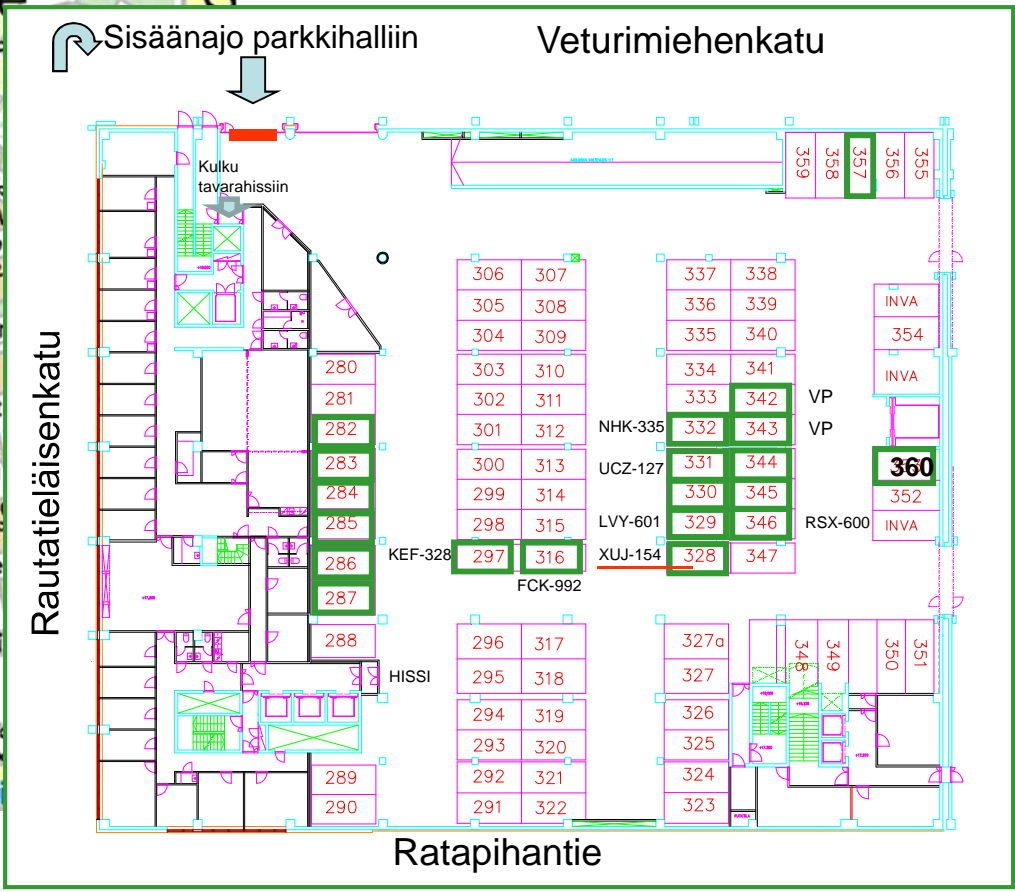 Sisäänajo parkkihalliin
Veturimiehenkatu
Kulku
tavarahissiin
359 358 357 356 355
306 307 337 338
305 308 336 339 INVA
304 309 335 340 354
280 303 310 334 341 INVA
281 302 311 333 342 VP
282 301 312 NHK-335 332 343 VP
283 300 313 UCZ-127 331 344 360
284 299 314 330 345 352
285 298 315 LVY-601 329 346 RSX-600 INVA
286 KEF-328 297 316 XUJ-154 328 347
FCK-992
287
288 296 317 327a 348 349 350 351
HISSI 295 318 327
294 319 326
293 320 325
289 292 321 324
290 291 322 323
Rautatieläisenkatu
Ratapihantie